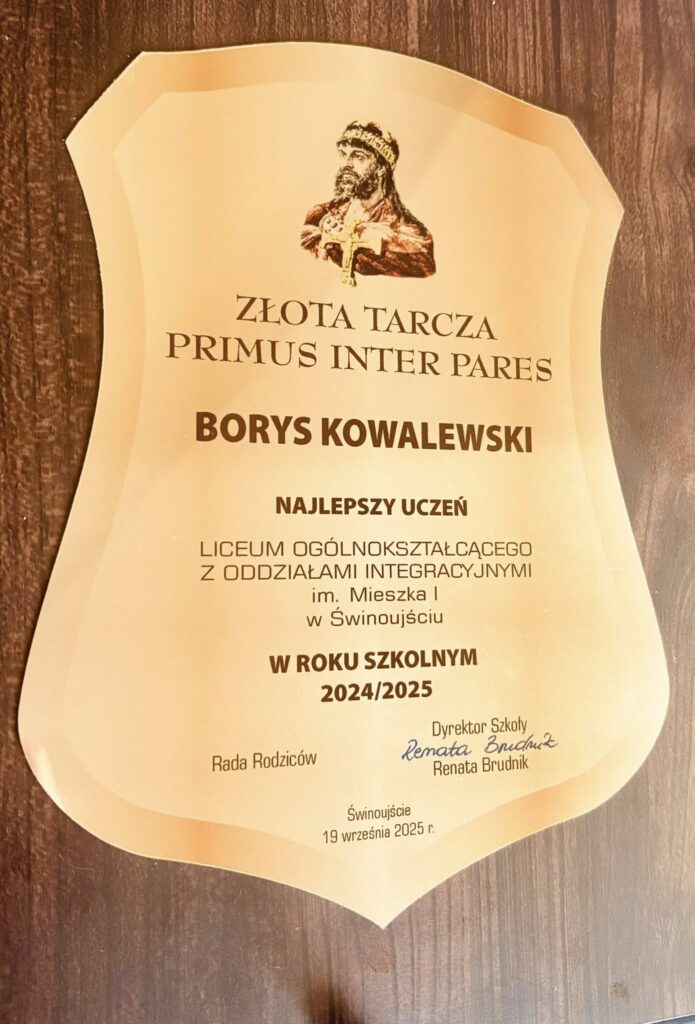 ZŁOTA TARCZA
PRIMUS INTER PARES
BORYS KOWALEWSKI
NAJLEPSZY UCZEŃ
LICEUM OGÓLNOKSZTAŁCĄCEGO
Z ODDZIAŁAMI INTEGRACYJNYMI
im. Mieszka I
w Świnoujściu
W ROKU SZKOLNYM
2024/2025
Rada Rodziców
Dyrektor Szkoły
Renata Brudnik
Renata Brudnik
Świnoujście
19 września 2025 r.